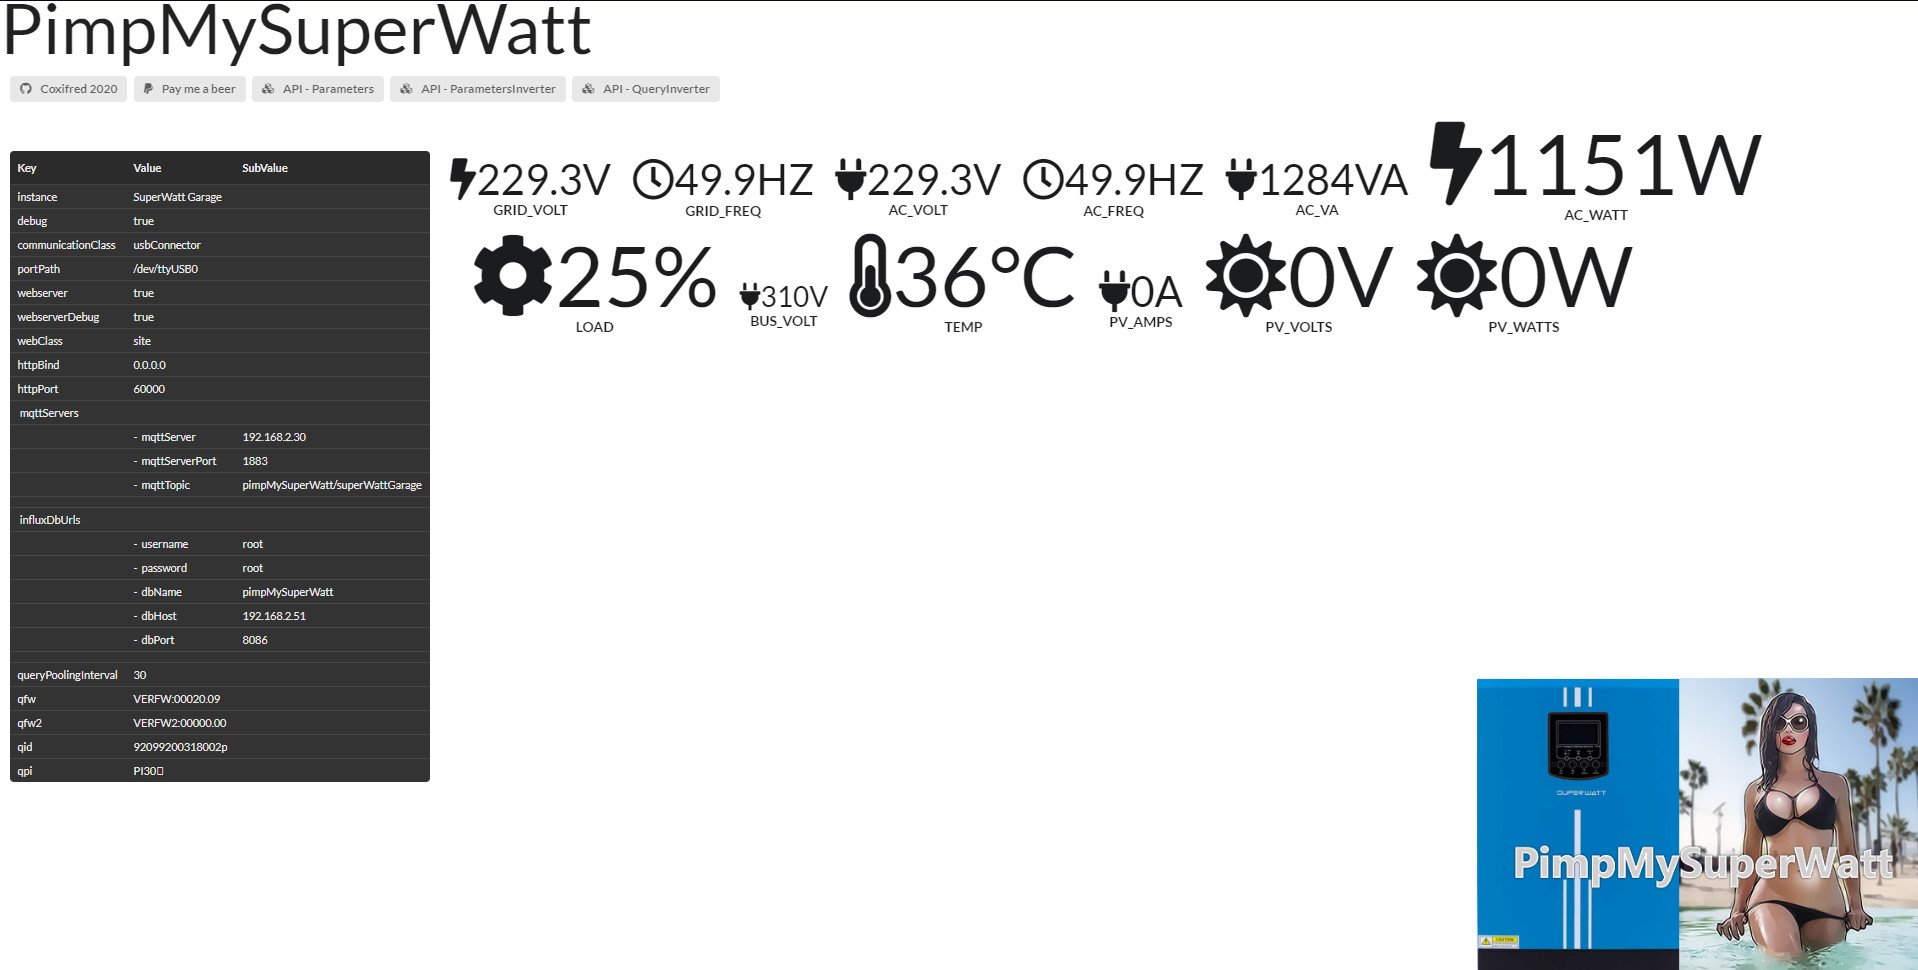 PimpMySuperWatt
Coxifred 2020 Pay me a beer API - Parameters API - ParametersInverter API - QueryInverter
Key Value SubValue
instance SuperWatt Garage
debug true
communicationClass usbConnector
portPath /dev/ttyUSB0
webserver true
webserverDebug true
webClass site
httpBind 0.0.0.0
httpPort 60000
mqttServers
- mqttServer 192.168.2.30
- mqttServerPort 1883
- mqttTopic pimpMySuperWatt/superWattGarage
influxDbUrls
- username root
- password root
- dbName pimpMySuperWatt
- dbHost 192.168.2.51
- dbPort 8086
queryPoolingInterval 30
qfw VERFW:00020.09
qfw2 VERFW2:00000.00
qid 92099200318002p
qpi PI30
229.3V 49.9HZ 229.3V 49.9HZ 1284VA 1151W
GRID_VOLT GRID_FREQ AC_VOLT AC_FREQ AC_VA AC_WATT
25% 310V 36°C 0A 0V 0W
LOAD BUS_VOLT TEMP PV_AMPS PV_VOLTS PV_WATTS
SUPERWATT
PimpMySuperWatt